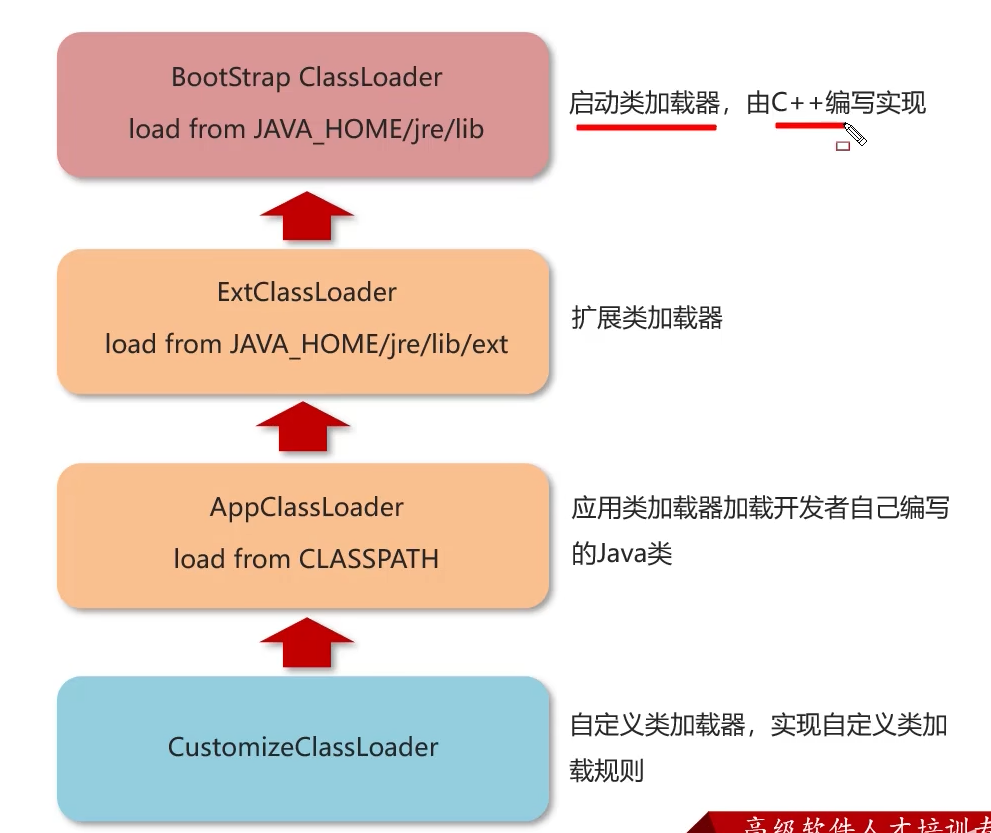 BootStrap ClassLoader
load from JAVA_HOME/jre/lib
启动类加载器，由C++编写实现
ExtClassLoader
load from JAVA_HOME/jre/lib/ext
扩展类加载器
AppClassLoader
load from CLASSPATH
应用类加载器加载开发者自己编写
的Java类
CustomizeClassLoader
自定义类加载器，实现自定义类加
载规则
高级软件人才培训